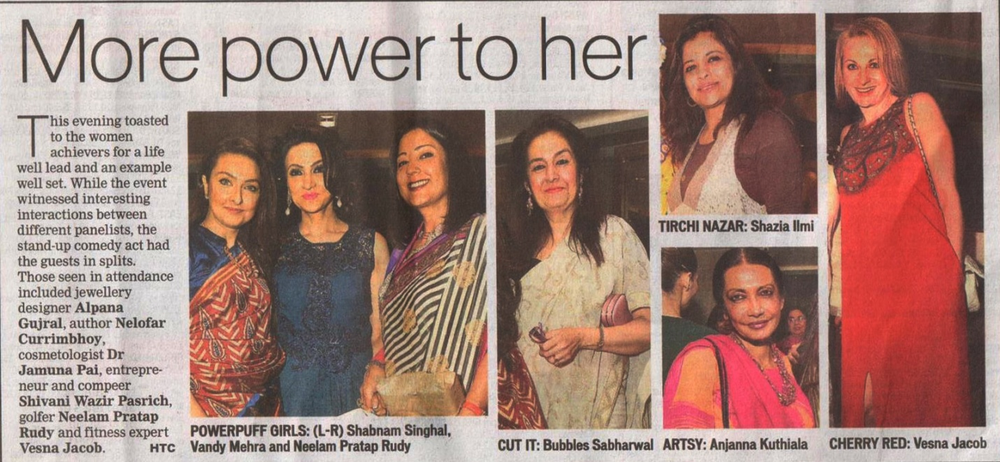 More power to her
This evening toasted
to the women
achievers for a life
well lead and an example
well set. While the event
witnessed interesting
interactions between
different panelists, the
stand-up comedy act had
the guests in splits.
Those seen in attendance
included jewellery
designer Alpana
Gujral, author Nelofar
Currimbhoy,
cosmetologist Dr
Jamuna Pai, entrepre-
neur and compeer
Shivani Wazir Pasrich,
golfer Neelam Pratap
Rudy and fitness expert
Vesna Jacob. HTC
POWERPUFF GIRLS: (L-R) Shabnam Singhal,
Vandy Mehra and Neelam Pratap Rudy
CUT IT: Bubbles Sabharwal
TIRCHI NAZAR: Shazia Ilmi
ARTSY: Anjanna Kuthiala
CHERRY RED: Vesna Jacob